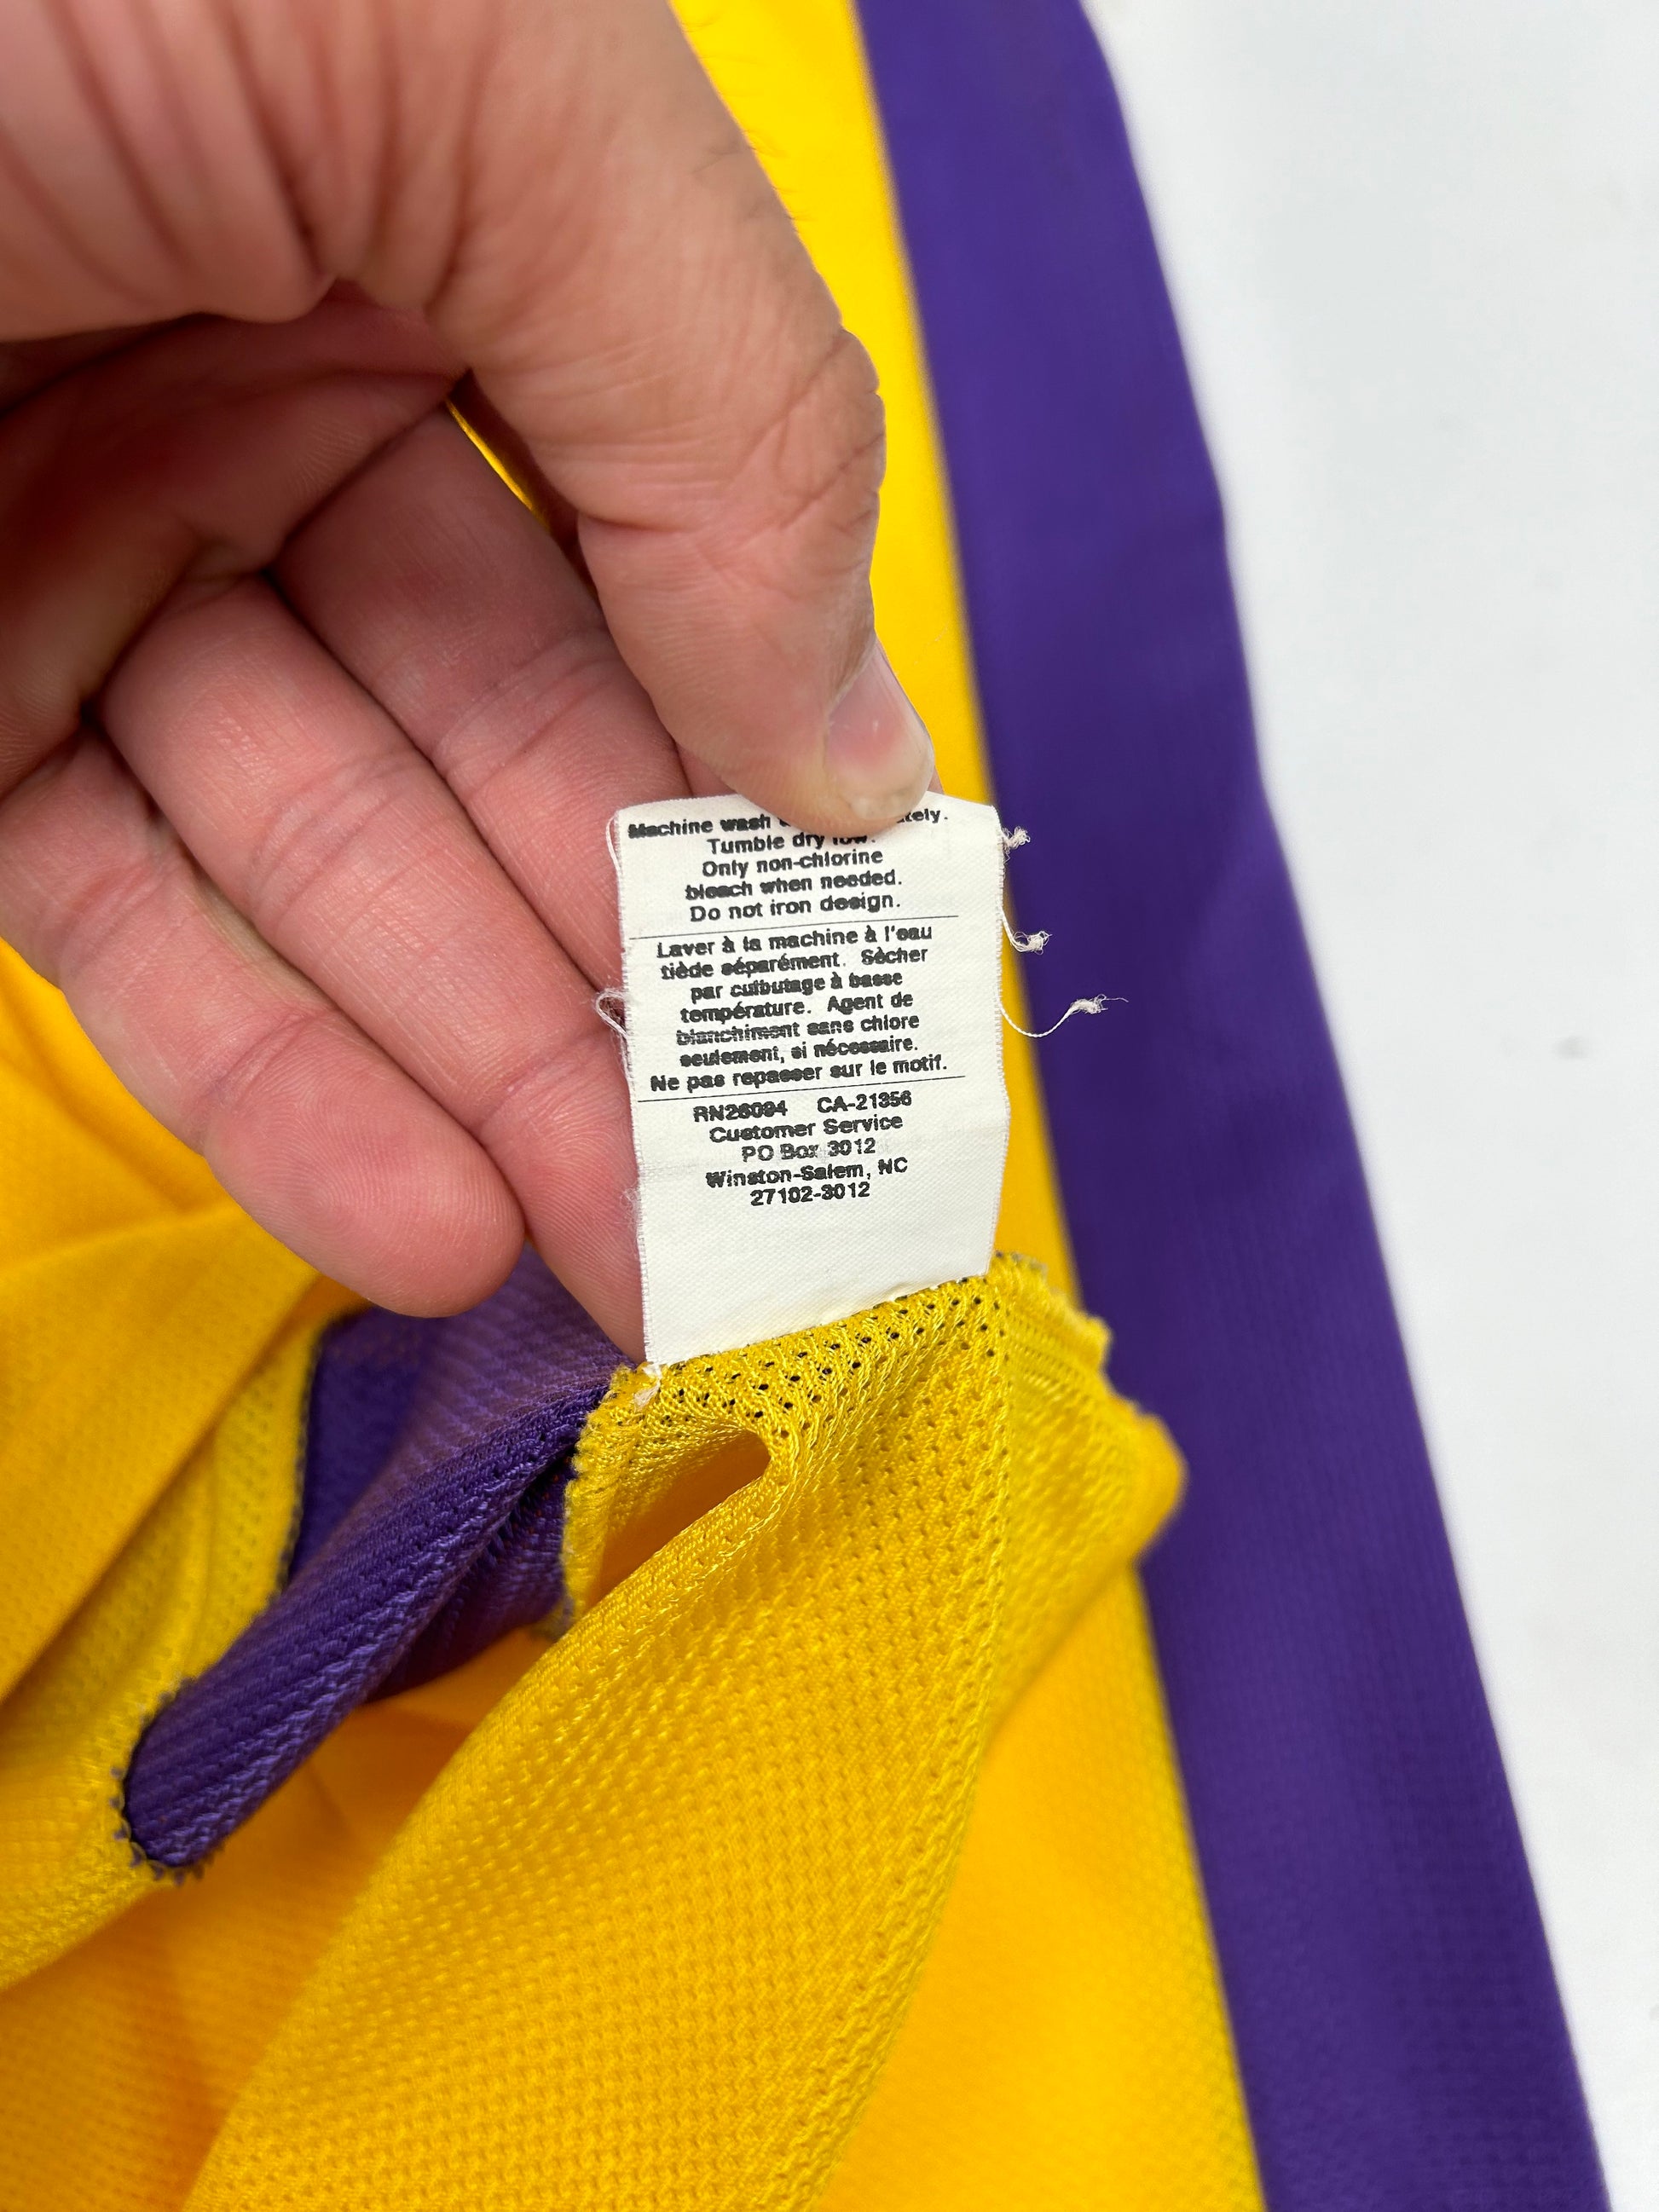 Machine wash
Tumble dry low.
Only non-chlorine
bleach when needed.
Do not iron design.
Laver à la machine à l'eau
tiède séparément. Sècher
par culbutage à basse
température. Agent de
blanchiment sans chlore
seulement, si nécessaire.
Ne pas repasser sur le motif.
RN26094 CA-21356
Customer Service
PO Box 3012
Winston-Salem, NC
27102-3012